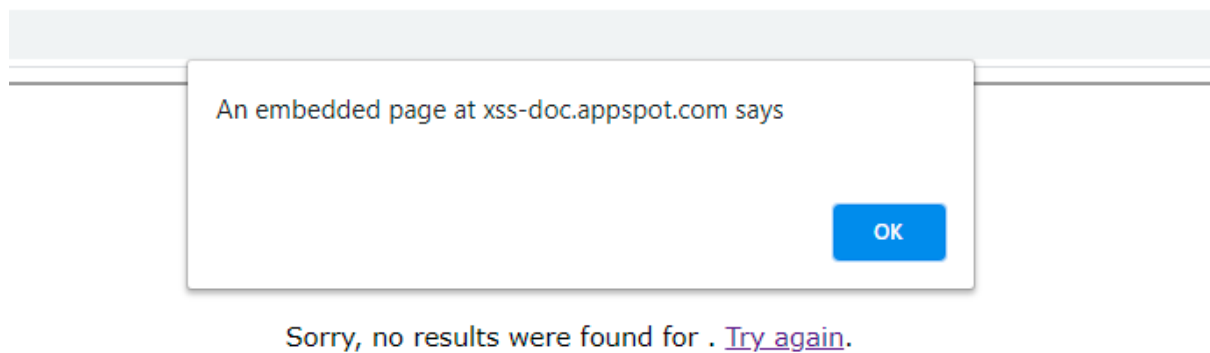 An embedded page at xss-doc.appspot.com says
OK
Sorry, no results were found for . Try again.